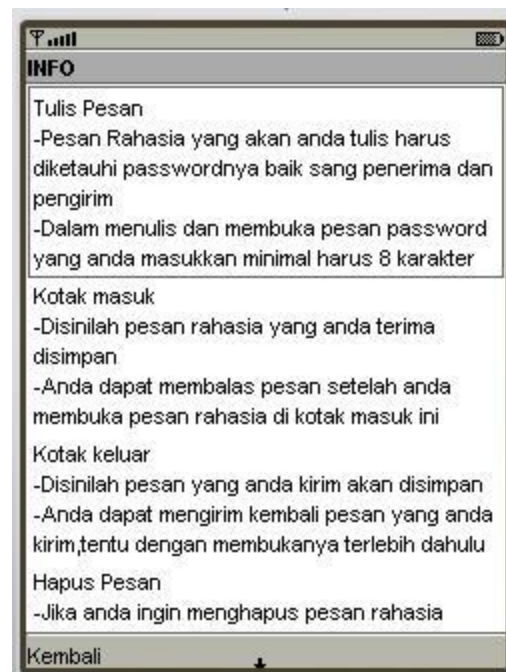 INFO
Tulis Pesan
-Pesan Rahasia yang akan anda tulis harus
diketauhi passwordnya baik sang penerima dan
pengirim
-Dalam menulis dan membuka pesan password
yang anda masukkan minimal harus 8 karakter
Kotak masuk
-Disinilah pesan rahasia yang anda terima
disimpan
-Anda dapat membalas pesan setelah anda
membuka pesan rahasia di kotak masuk ini
Kotak keluar
-Disinilah pesan yang anda kirim akan disimpan
-Anda dapat mengirim kembali pesan yang anda
kirim,tentu dengan membukanya terlebih dahulu
Hapus Pesan
-Jika anda ingin menghapus pesan rahasia
Kembali